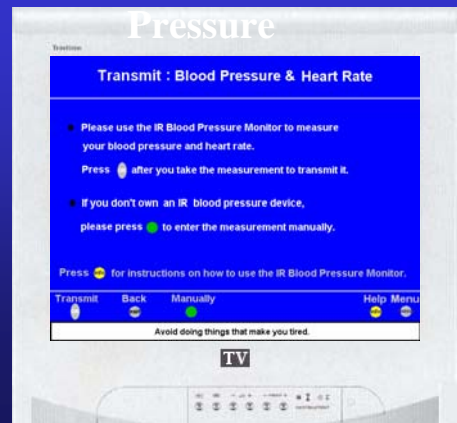 Pressure
Transmit : Blood Pressure & Heart Rate
Please use the IR Blood Pressure Monitor to measure
your blood pressure and heart rate.
Press after you take the measurement to transmit it.
If you don't own an IR blood pressure device,
please press to enter the measurement manually.
Press for instructions on how to use the IR Blood Pressure Monitor.
Transmit Back Manually Help Menu
Avoid doing things that make you tired.
TV